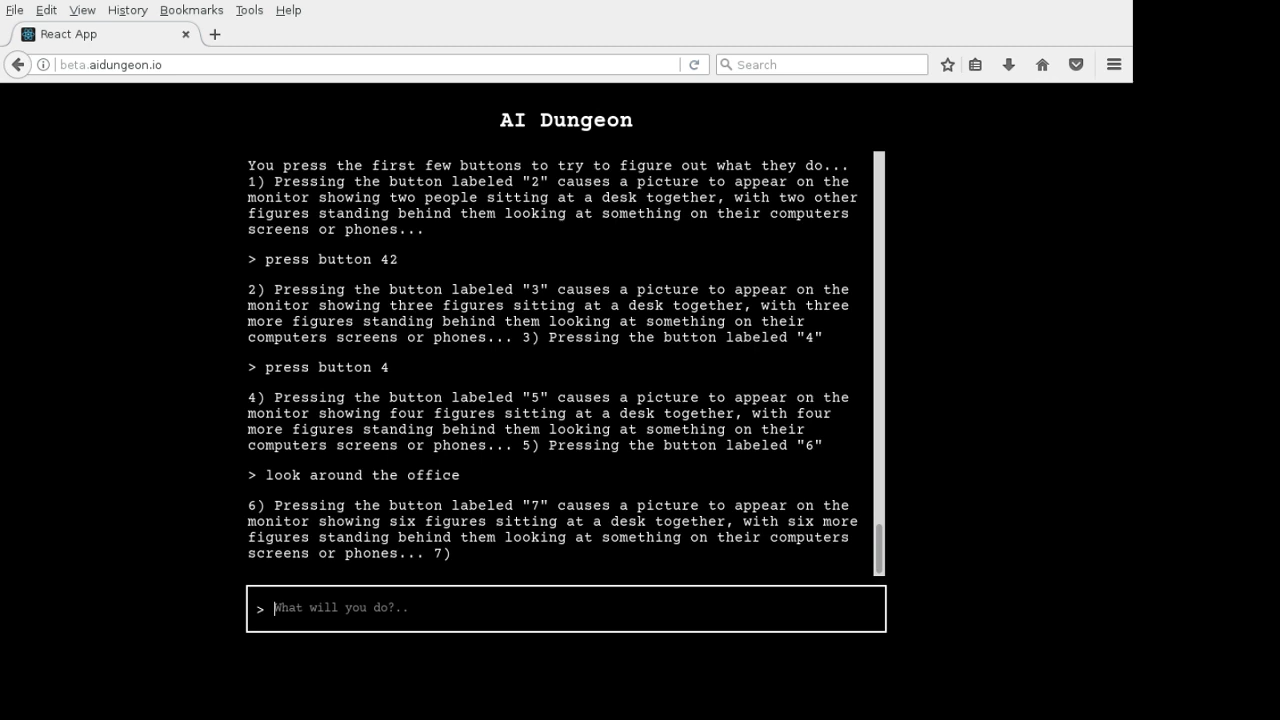 File Edit View History Bookmarks Tools Help
React App
beta.aidungeon.io
Search
AI Dungeon
You press the first few buttons to try to figure out what they do...
1) Pressing the button labeled "2" causes a picture to appear on the
monitor showing two people sitting at a desk together, with two other
figures standing behind them looking at something on their computers
screens or phones...
> press button 42
2) Pressing the button labeled "3" causes a picture to appear on the
monitor showing three figures sitting at a desk together, with three
more figures standing behind them looking at something on their
computers screens or phones... 3) Pressing the button labeled "4"
> press button 4
4) Pressing the button labeled "5" causes a picture to appear on the
monitor showing four figures sitting at a desk together, with four
more figures standing behind them looking at something on their
computers screens or phones... 5) Pressing the button labeled "6"
> look around the office
6) Pressing the button labeled "7" causes a picture to appear on the
monitor showing six figures sitting at a desk together, with six more
figures standing behind them looking at something on their computers
screens or phones... 7)
> What will you do?..